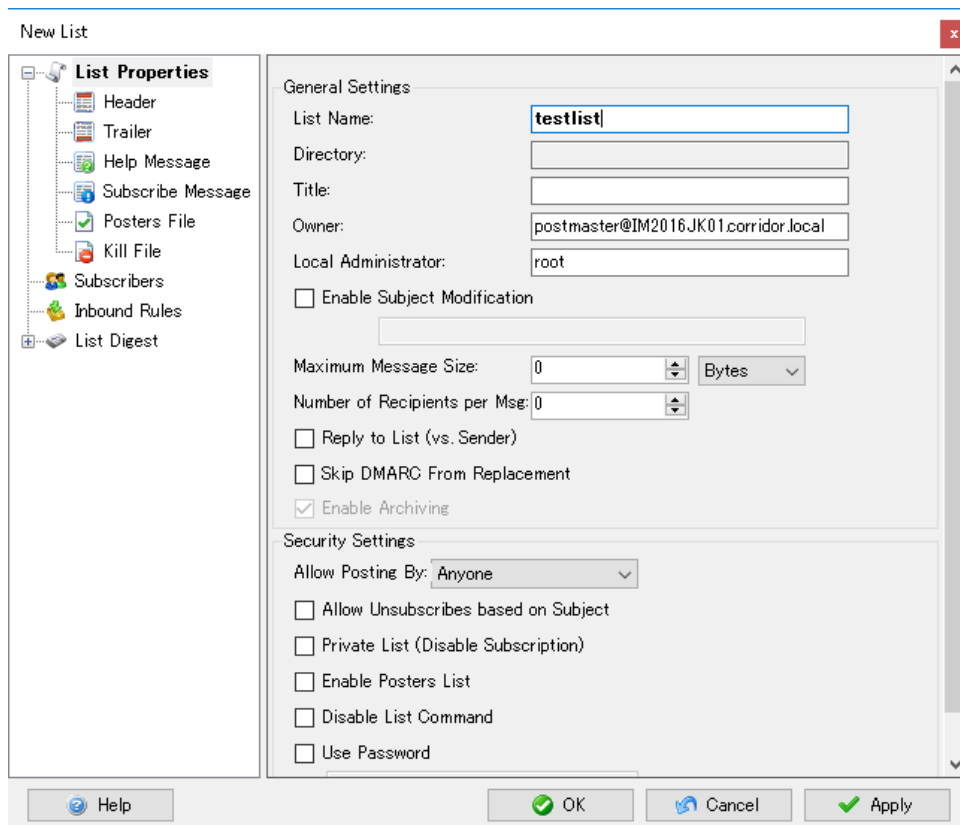 New List
x
List Properties
Header
Trailer
Help Message
Subscribe Message
Posters File
Kill File
Subscribers
Inbound Rules
List Digest
General Settings
List Name: testlist
Directory:
Title:
Owner: postmaster@IM2016JK01.corridor.local
Local Administrator: root
Enable Subject Modification
Maximum Message Size: 0 Bytes
Number of Recipients per Msg: 0
Reply to List (vs. Sender)
Skip DMARC From Replacement
Enable Archiving
Security Settings
Allow Posting By: Anyone
Allow Unsubscribes based on Subject
Private List (Disable Subscription)
Enable Posters List
Disable List Command
Use Password
Help OK Cancel Apply